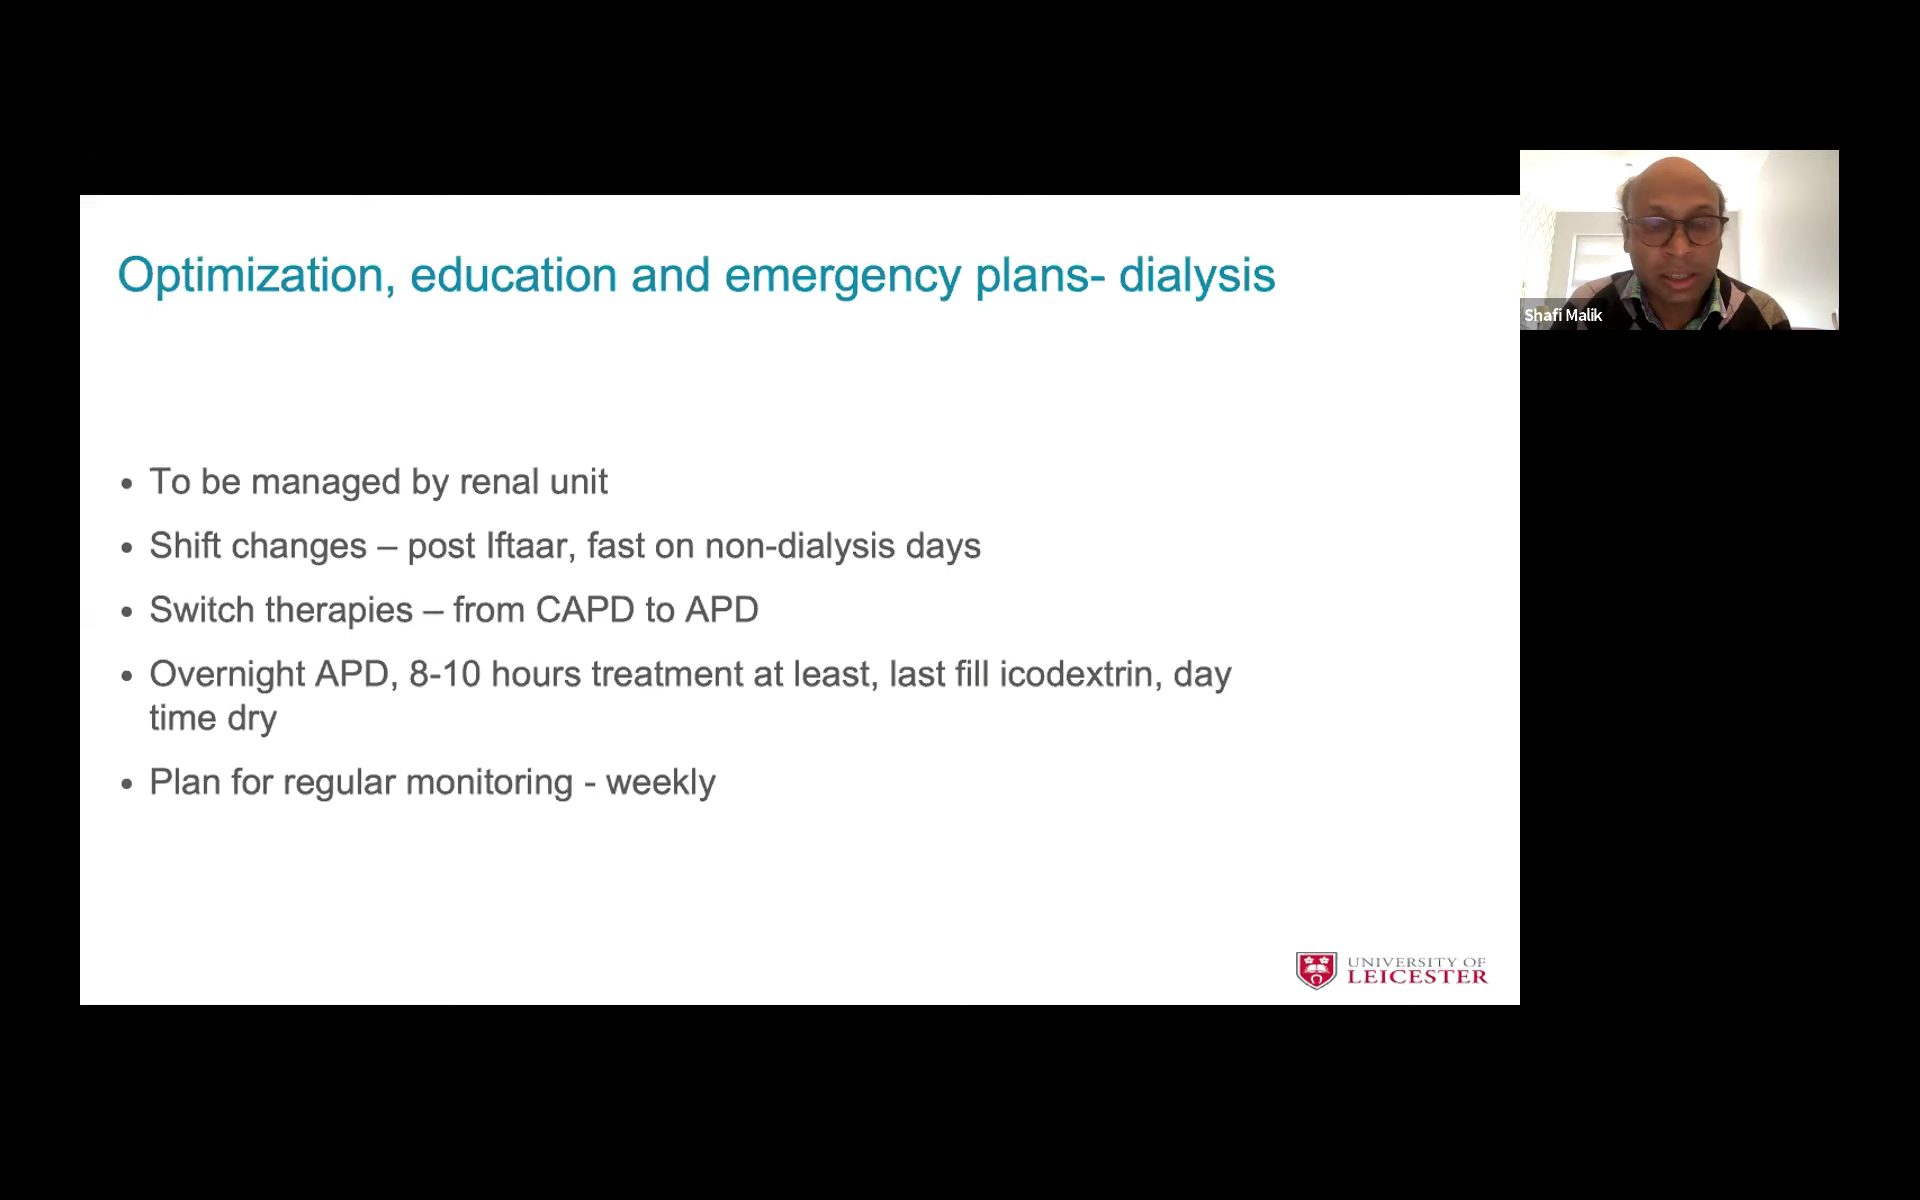 Optimization, education and emergency plans- dialysis
Shafi Malik
• To be managed by renal unit
• Shift changes – post Iftaar, fast on non-dialysis days
• Switch therapies – from CAPD to APD
• Overnight APD, 8-10 hours treatment at least, last fill icodextrin, day
time dry
• Plan for regular monitoring - weekly
UNIVERSITY OF
LEICESTER